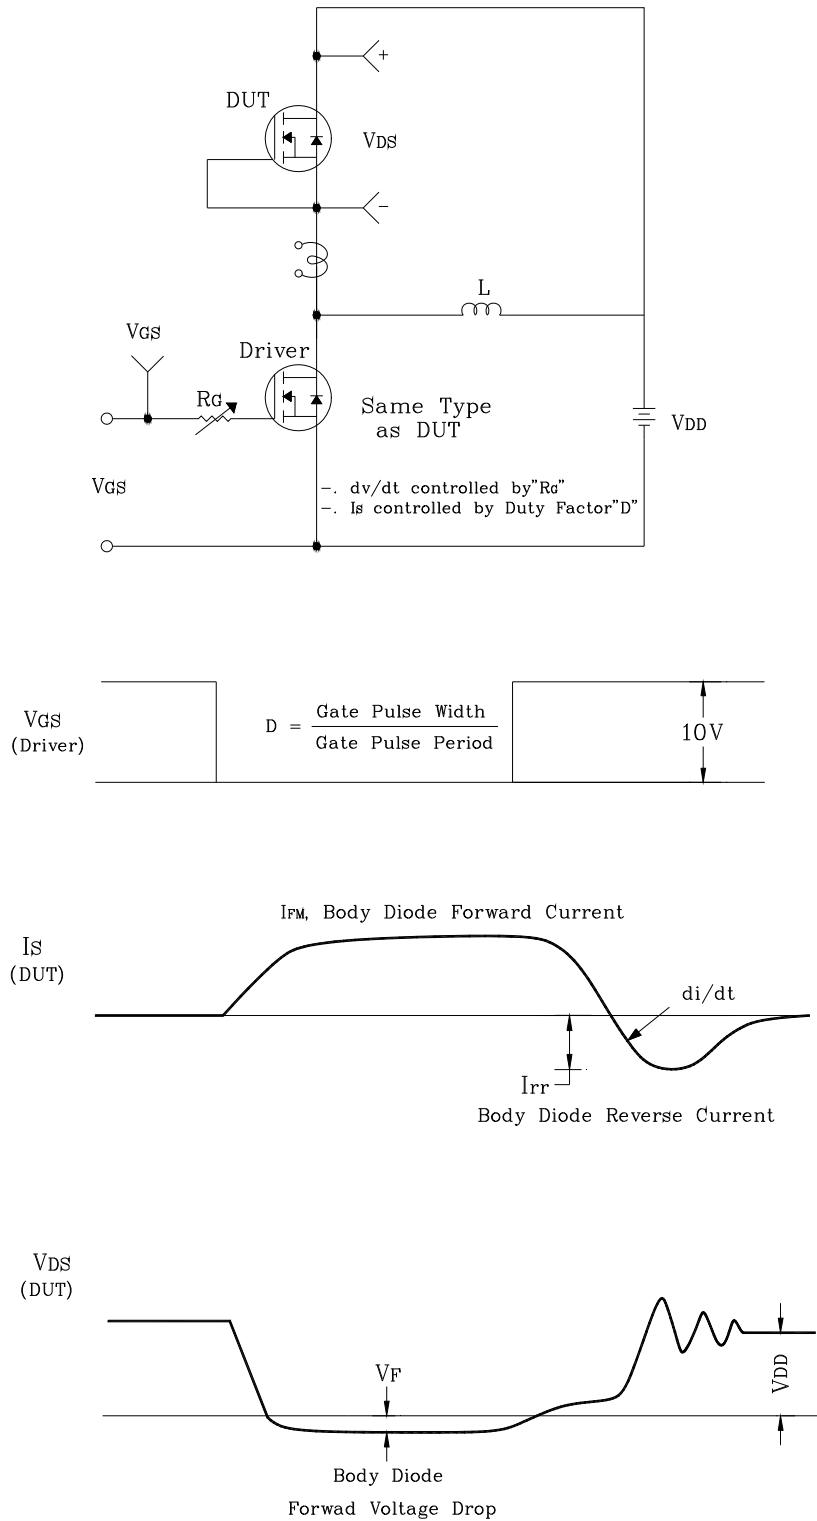 +
DUT
VDS
−
L
VGS
Driver
RG
Same Type
as DUT
VDD
VGS
−. dv/dt controlled by"RG"
−. Is controlled by Duty Factor"D"
VGS
(Driver)
D = Gate Pulse Width
Gate Pulse Period
10V
IFM, Body Diode Forward Current
IS
(DUT)
di/dt
Irr
Body Diode Reverse Current
VDS
(DUT)
VF
VDD
Body Diode
Forwad Voltage Drop